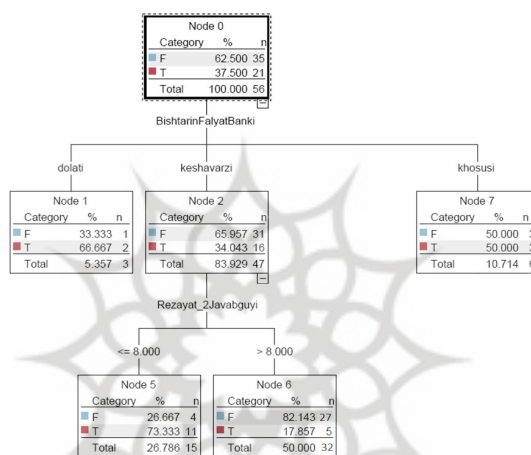 Node 0
Category % n
F 62.500 35
T 37.500 21
Total 100.000 56
BishtarinFalyatBanki
dolati
keshavarzi
khosusi
Node 1
Category % n
F 33.333 1
T 66.667 2
Total 5.357 3
Node 2
Category % n
F 65.957 31
T 34.043 16
Total 83.929 47
Node 7
Category % n
F 50.000 3
T 50.000 3
Total 10.714 6
Rezayat_2Javabguyi
<= 8.000
> 8.000
Node 5
Category % n
F 26.667 4
T 73.333 11
Total 26.786 15
Node 6
Category % n
F 82.143 27
T 17.857 5
Total 50.000 32